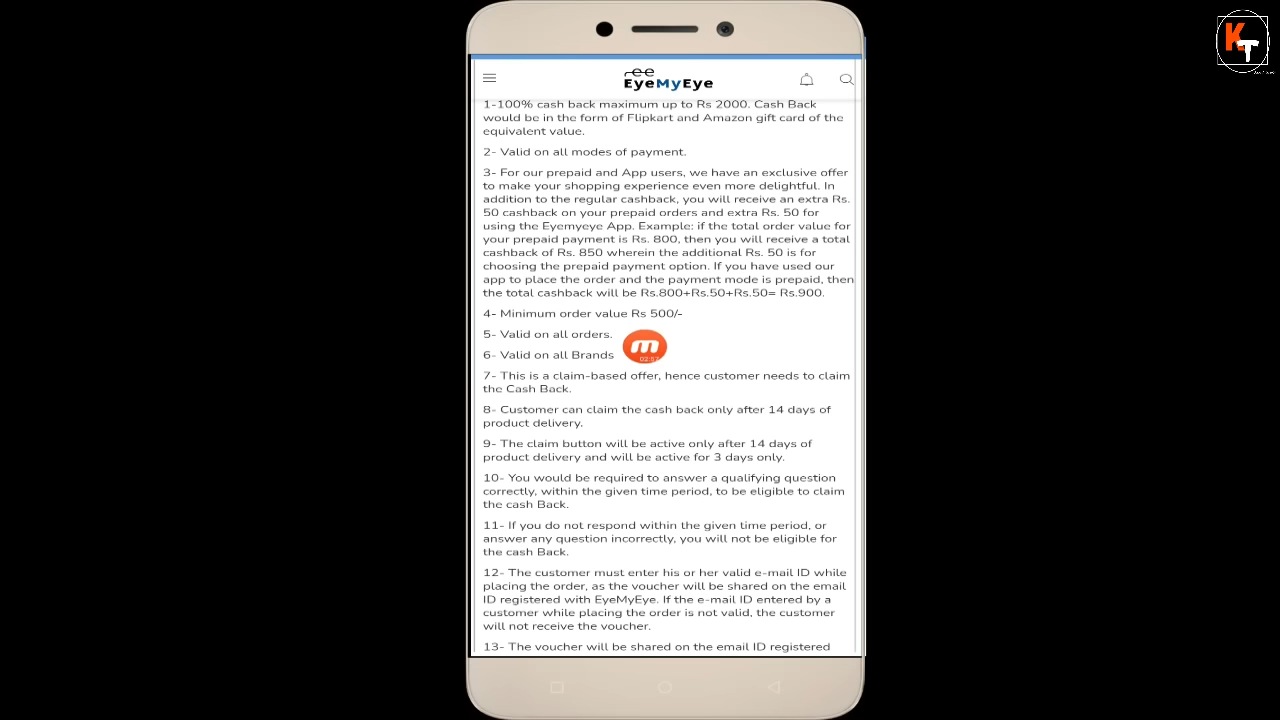 KT
ee
EyeMyEye
1-100% cash back maximum up to Rs 2000. Cash Back
would be in the form of Flipkart and Amazon gift card of the
equivalent value.
2- Valid on all modes of payment.
3- For our prepaid and App users, we have an exclusive offer
to make your shopping experience even more delightful. In
addition to the regular cashback, you will receive an extra Rs.
50 cashback on your prepaid orders and extra Rs. 50 for
using the Eyemyeye App. Example: if the total order value for
your prepaid payment is Rs. 800, then you will receive a total
cashback of Rs. 850 wherein the additional Rs. 50 is for
choosing the prepaid payment option. If you have used our
app to place the order and the payment mode is prepaid, then
the total cashback will be Rs.800+Rs.50+Rs.50= Rs.900.
4- Minimum order value Rs 500/-
5- Valid on all orders.
m
02:57
6- Valid on all Brands
7- This is a claim-based offer, hence customer needs to claim
the Cash Back.
8- Customer can claim the cash back only after 14 days of
product delivery.
9- The claim button will be active only after 14 days of
product delivery and will be active for 3 days only.
10- You would be required to answer a qualifying question
correctly, within the given time period, to be eligible to claim
the cash Back.
11- If you do not respond within the given time period, or
answer any question incorrectly, you will not be eligible for
the cash Back.
12- The customer must enter his or her valid e-mail ID while
placing the order, as the voucher will be shared on the email
ID registered with EyeMyEye. If the e-mail ID entered by a
customer while placing the order is not valid, the customer
will not receive the voucher.
13- The voucher will be shared on the email ID registered